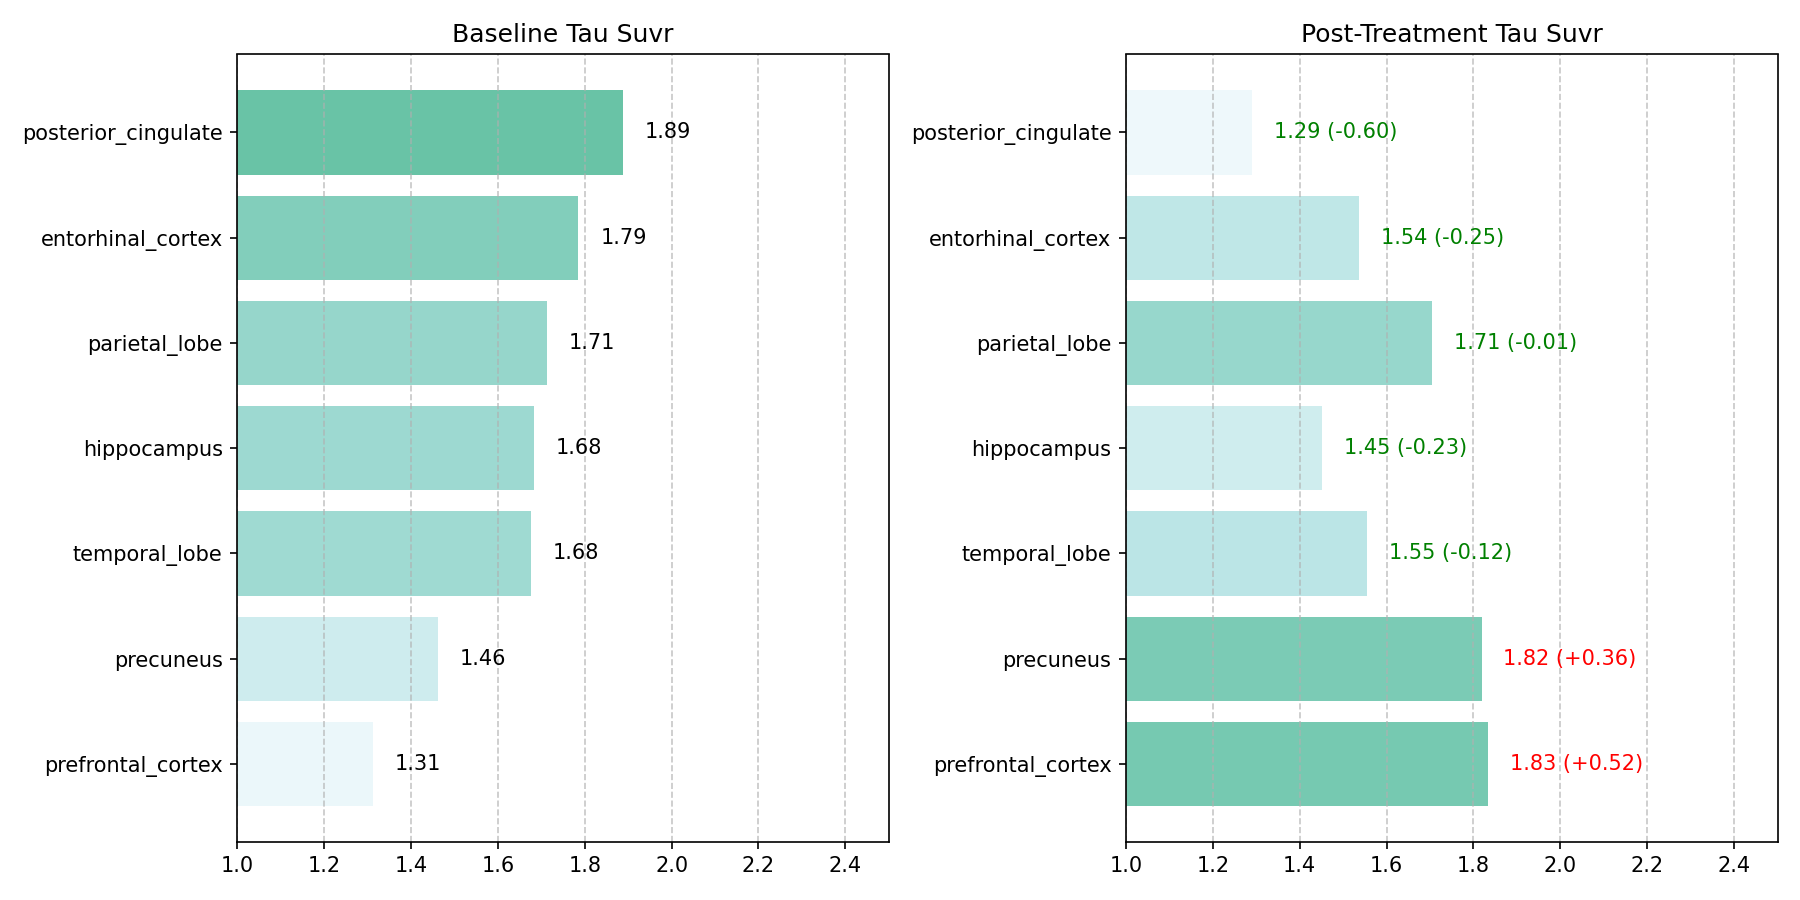 Baseline Tau Suvr
posterior_cingulate
1.89
entorhinal_cortex
1.79
parietal_lobe
1.71
hippocampus
1.68
temporal_lobe
1.68
precuneus
1.46
prefrontal_cortex
1.31
1.0 1.2 1.4 1.6 1.8 2.0 2.2 2.4
Post-Treatment Tau Suvr
posterior_cingulate
1.29 (-0.60)
entorhinal_cortex
1.54 (-0.25)
parietal_lobe
1.71 (-0.01)
hippocampus
1.45 (-0.23)
temporal_lobe
1.55 (-0.12)
precuneus
1.82 (+0.36)
prefrontal_cortex
1.83 (+0.52)
1.0 1.2 1.4 1.6 1.8 2.0 2.2 2.4